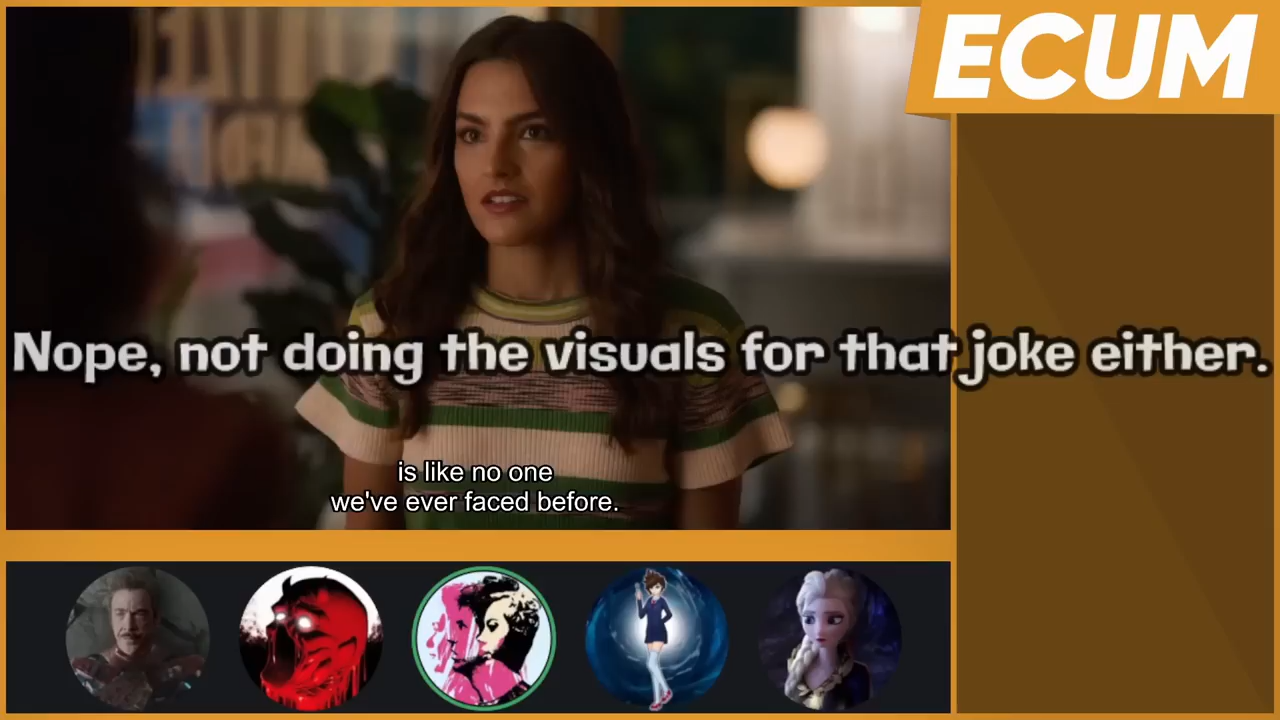 ECUM
Nope, not doing the visuals for that joke either.
is like no one
we've ever faced before.